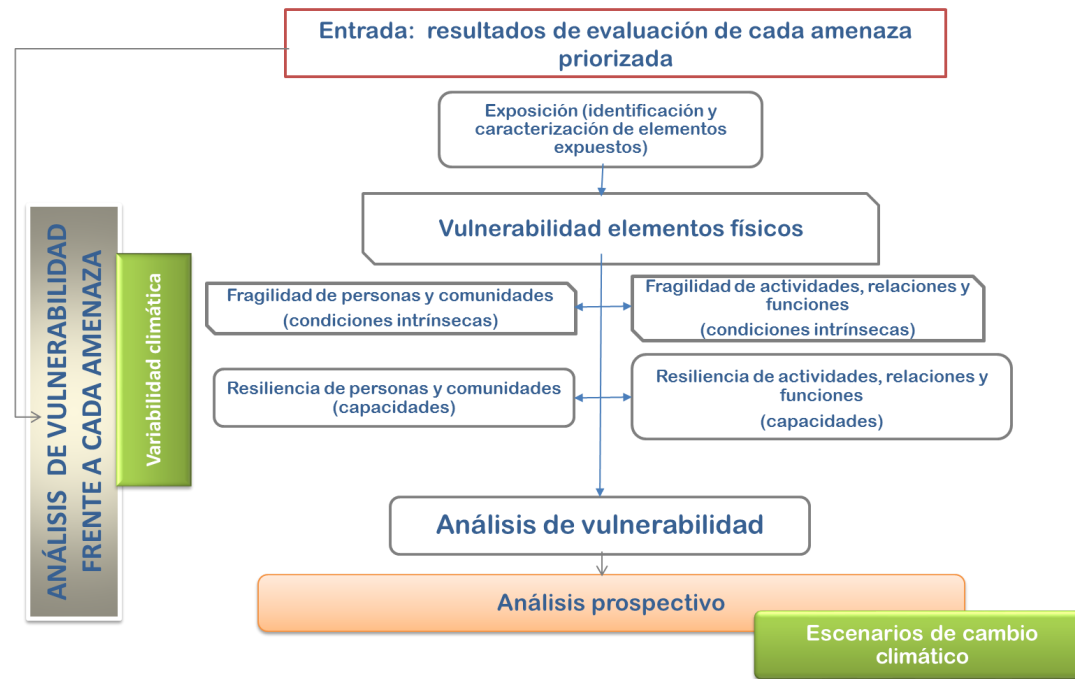 Entrada: resultados de evaluación de cada amenaza
priorizada
Exposición (identificación y
caracterización de elementos
expuestos)
Vulnerabilidad elementos físicos
ANÁLISIS DE VULNERABILIDAD
FRENTE A CADA AMENAZA
Variabilidad climática
Fragilidad de personas y comunidades
(condiciones intrínsecas)
Fragilidad de actividades, relaciones y
funciones
(condiciones intrínsecas)
Resiliencia de personas y comunidades
(capacidades)
Resiliencia de actividades, relaciones y
funciones
(capacidades)
Análisis de vulnerabilidad
Análisis prospectivo
Escenarios de cambio
climático